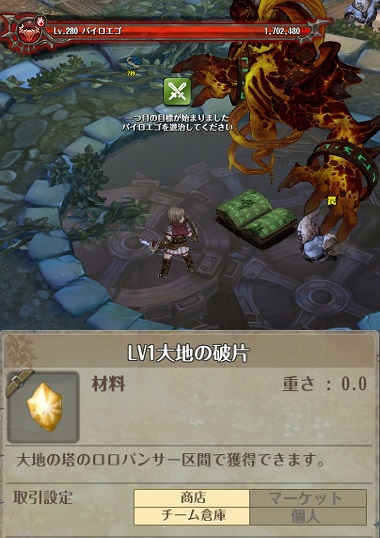 Lv.280 パイロエゴ 1,702,480
一つ目の目標が始まりました
パイロエゴを退治してください
罠
LV1大地の破片
材料 重さ : 0.0
大地の塔のロロパンサー区間で獲得できます。
取引設定 商店 マーケット
チーム倉庫 個人